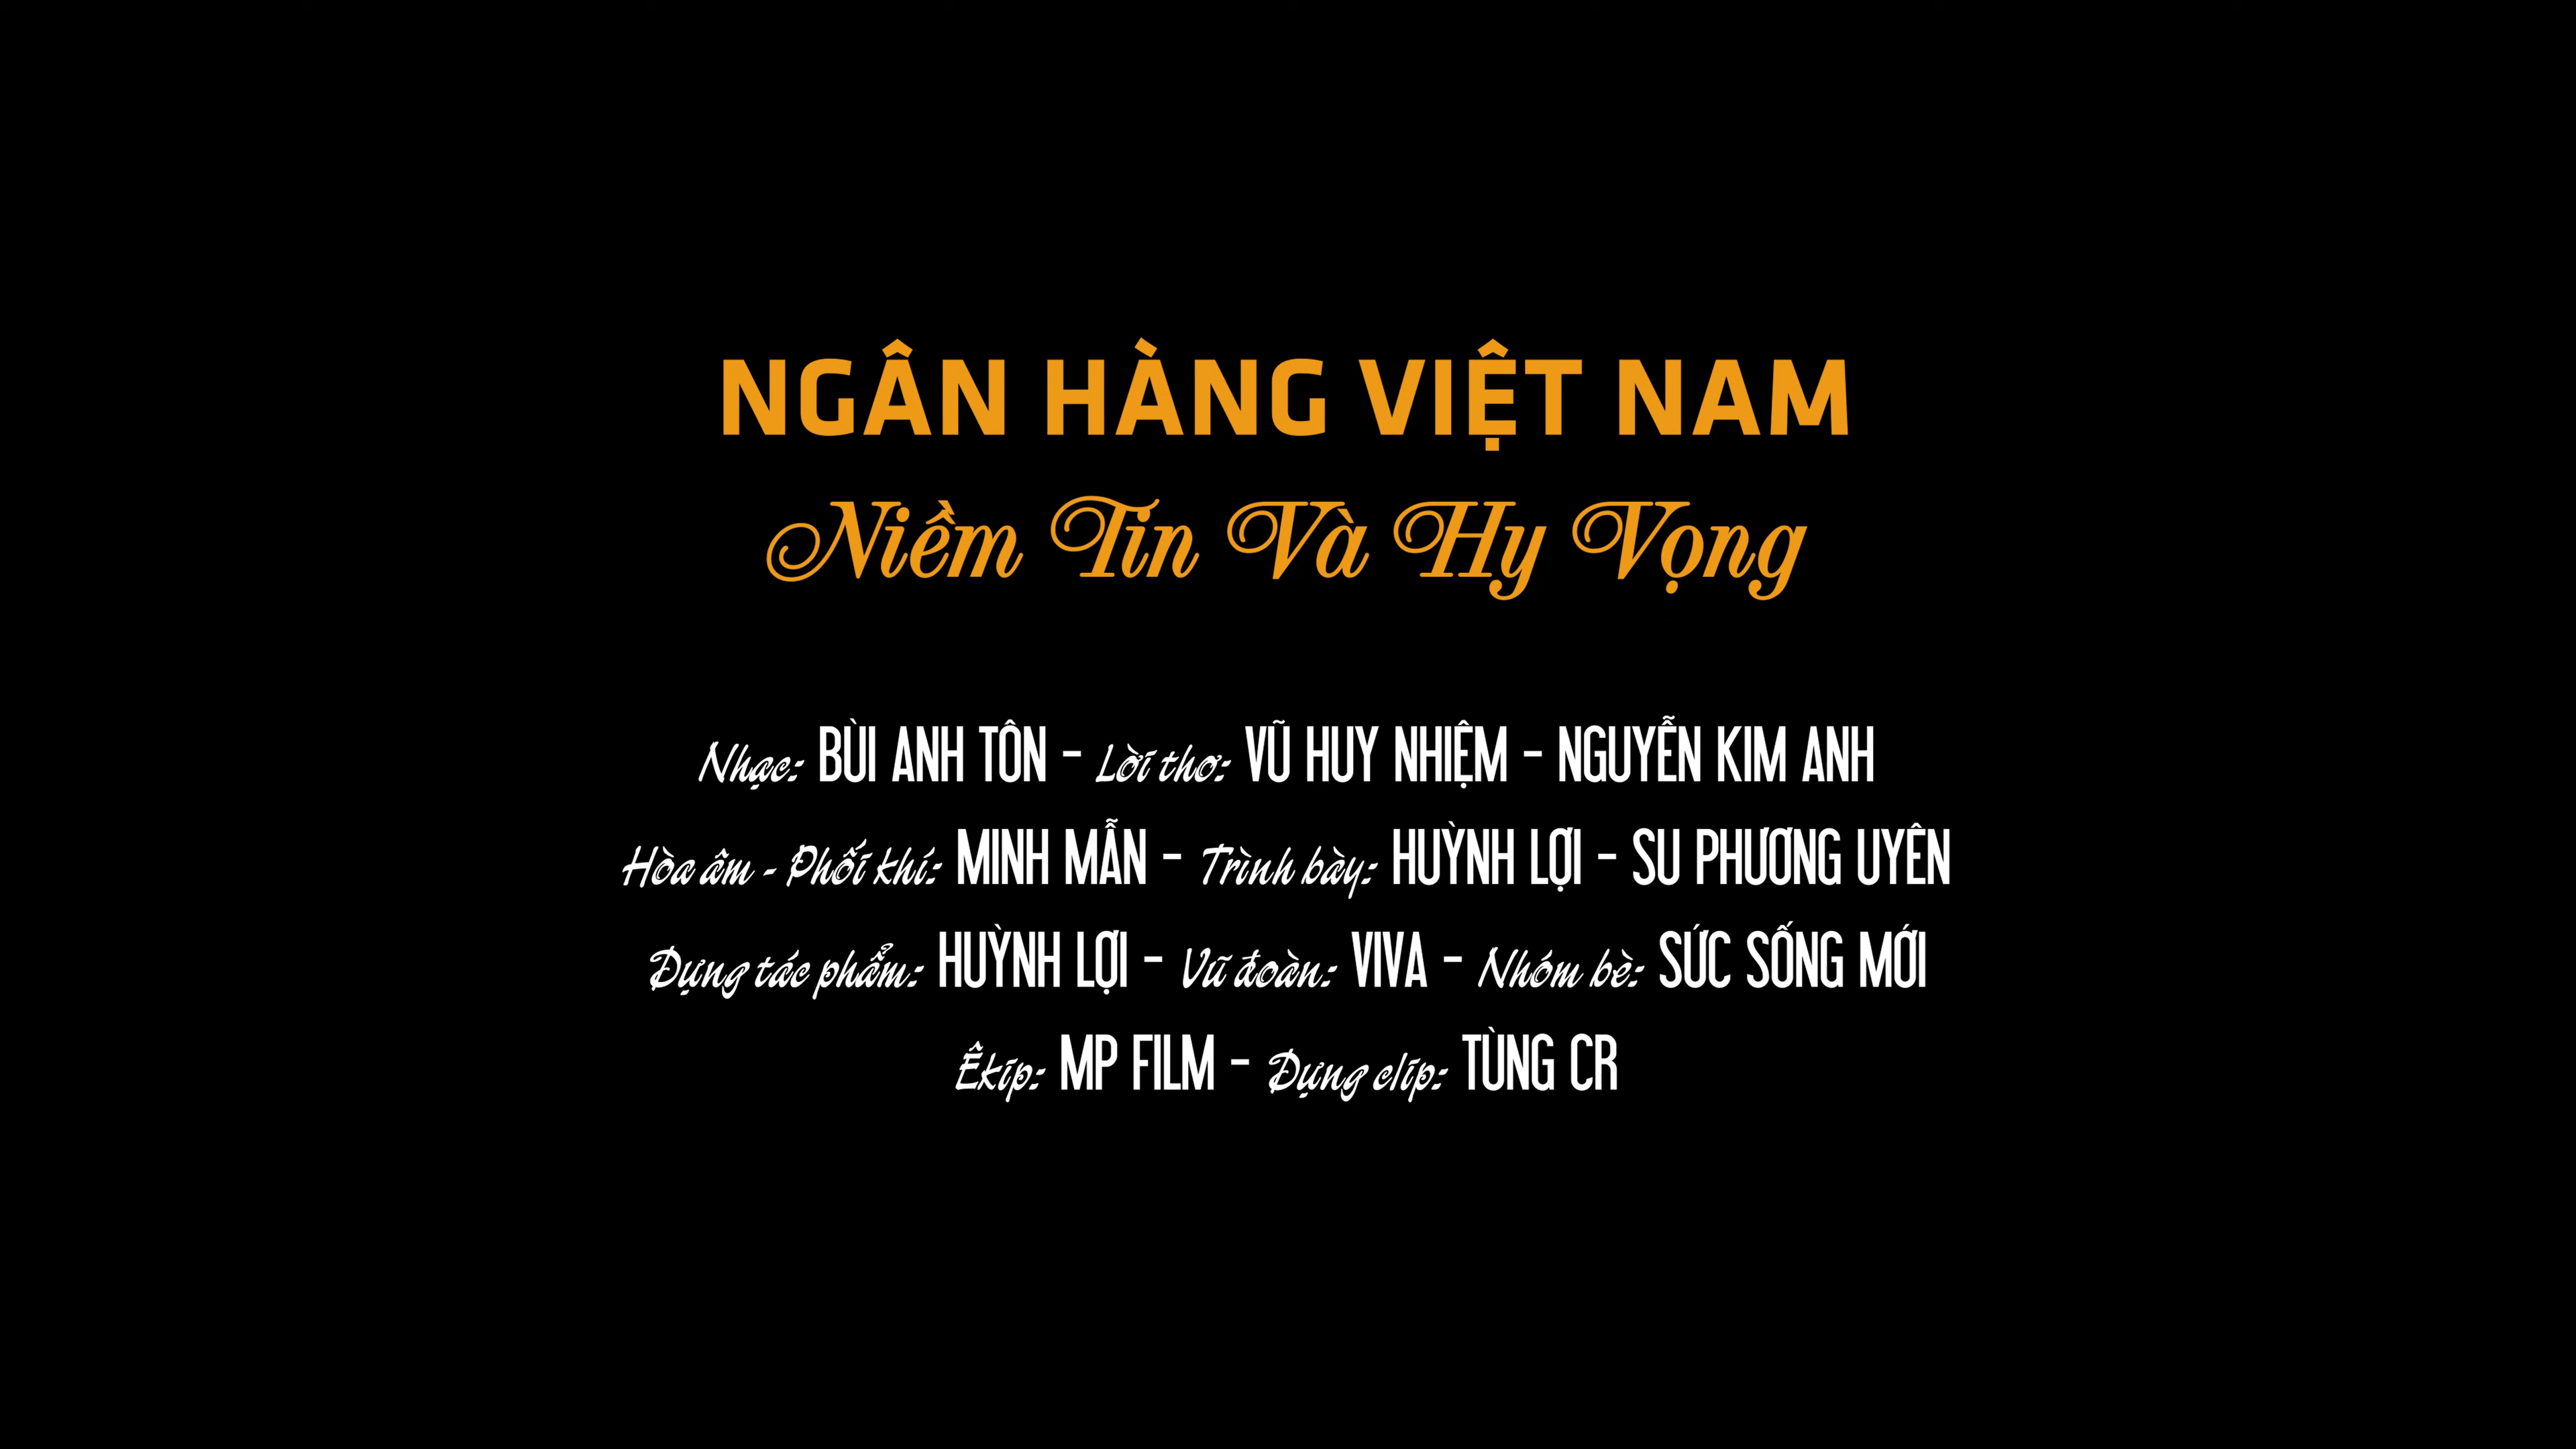 NGÂN HÀNG VIỆT NAM
Niềm Tin Và Hy Vọng
Nhạc: BÙI ANH TÔN - Lời thơ: VŨ HUY NHIỆM - NGUYỄN KIM ANH
Hòa âm - Phối khí: MINH MẪN - Trình bày: HUỲNH LỢI - SU PHƯƠNG UYÊN
Dựng tác phẩm: HUỲNH LỢI - Vũ đoàn: VIVA - Nhóm bè: SỨC SỐNG MỚI
Êkíp: MP FILM - Dựng clip: TÙNG CR